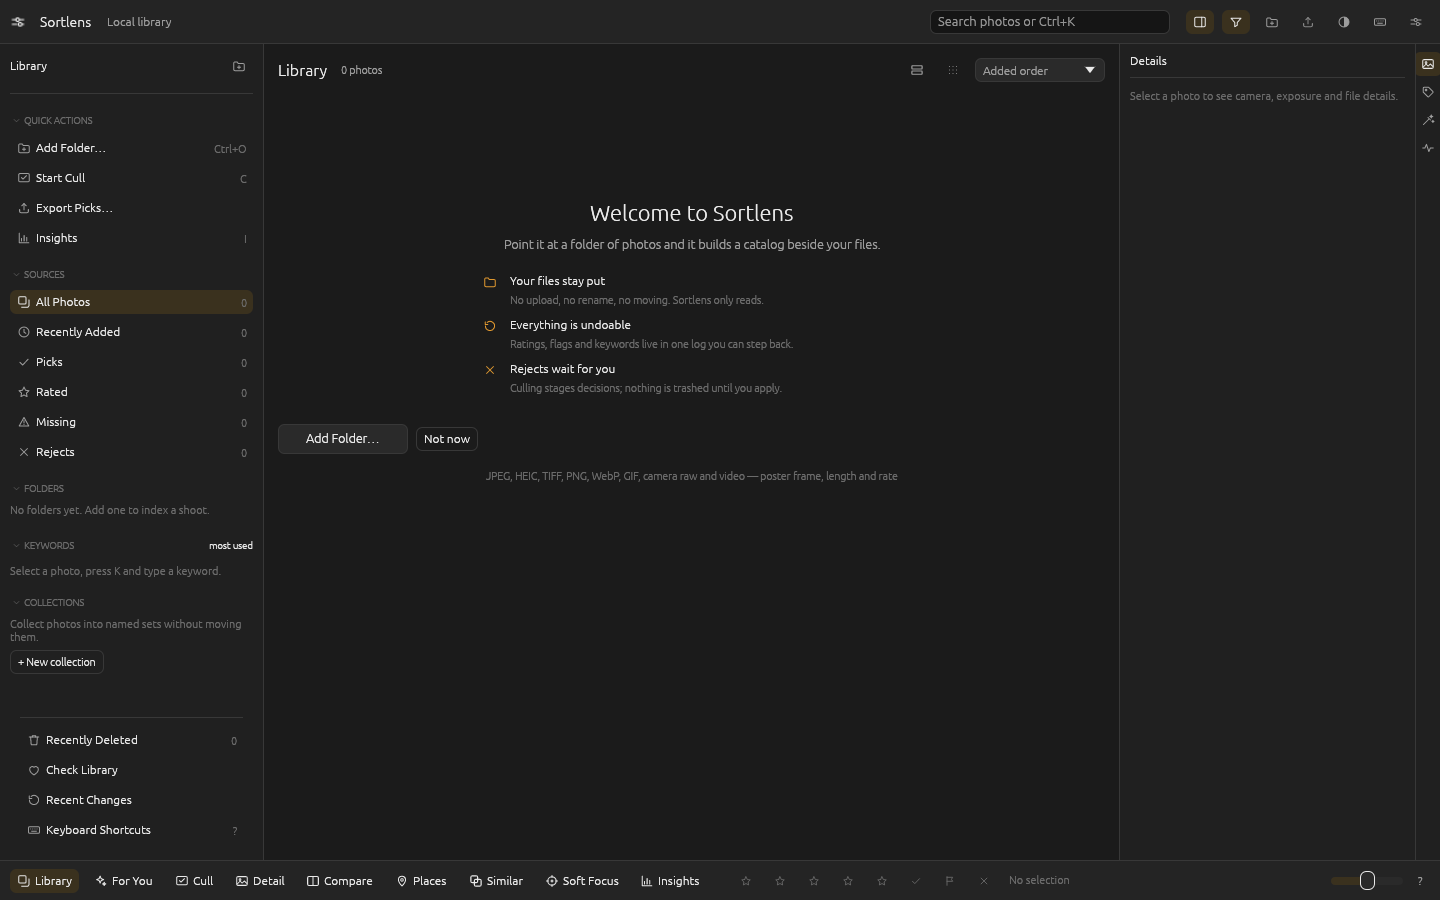 Sortlens Local library Search photos or Ctrl+K
Library
QUICK ACTIONS
Add Folder... Ctrl+O
Start Cull C
Export Picks...
Insights I
SOURCES
All Photos 0
Recently Added 0
Picks 0
Rated 0
Missing 0
Rejects 0
FOLDERS
No folders yet. Add one to index a shoot.
KEYWORDS most used
Select a photo, press K and type a keyword.
COLLECTIONS
Collect photos into named sets without moving
them.
+ New collection
Recently Deleted 0
Check Library
Recent Changes
Keyboard Shortcuts ?
Library 0 photos Added order
Welcome to Sortlens
Point it at a folder of photos and it builds a catalog beside your files.
Your files stay put
No upload, no rename, no moving. Sortlens only reads.
Everything is undoable
Ratings, flags and keywords live in one log you can step back.
Rejects wait for you
Culling stages decisions; nothing is trashed until you apply.
Add Folder... Not now
JPEG, HEIC, TIFF, PNG, WebP, GIF, camera raw and video — poster frame, length and rate
Details
Select a photo to see camera, exposure and file details.
Library For You Cull Detail Compare Places Similar Soft Focus Insights No selection ?